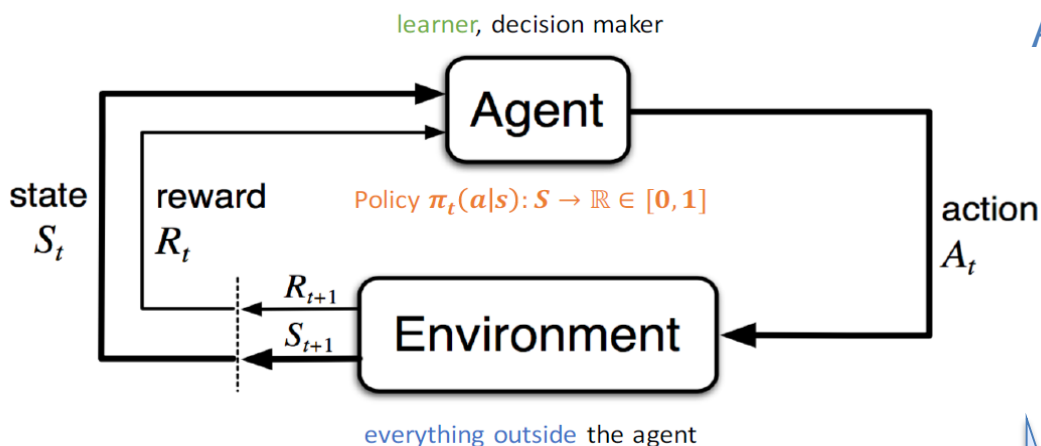 learner, decision maker
A
Agent
state
S_t
reward
R_t
Policy π_t(a|s): S → ℝ ∈ [0, 1]
action
A_t
R_{t+1}
S_{t+1}
Environment
everything outside the agent